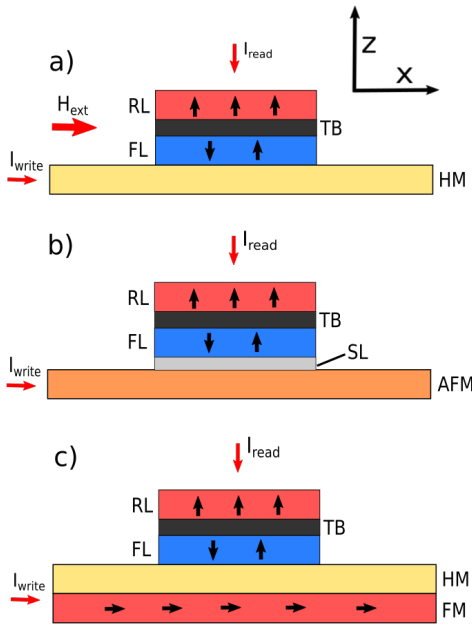 a)
I_read
z
x
H_ext
RL
TB
FL
I_write
HM
b)
I_read
RL
TB
FL
SL
I_write
AFM
c)
I_read
RL
TB
FL
I_write
HM
FM